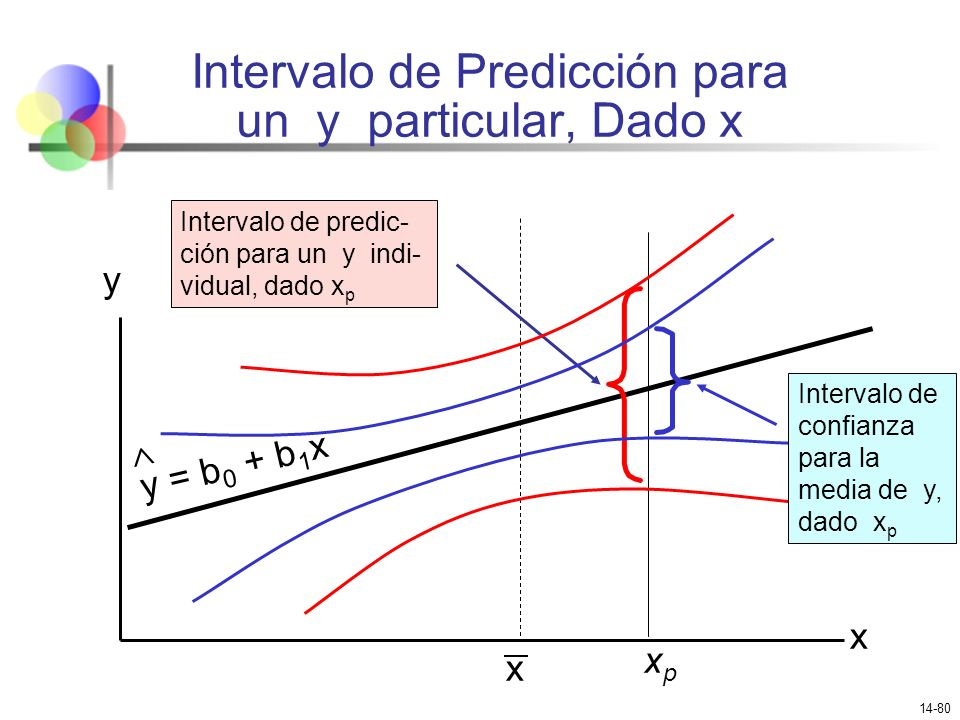 Intervalo de Predicción para
un y particular, Dado x
Intervalo de predic-
ción para un y indi-
vidual, dado xp
y
Intervalo de
confianza
para la
media de y,
dado xp
^
y = b0 + b1x
x
x
xp
14-80